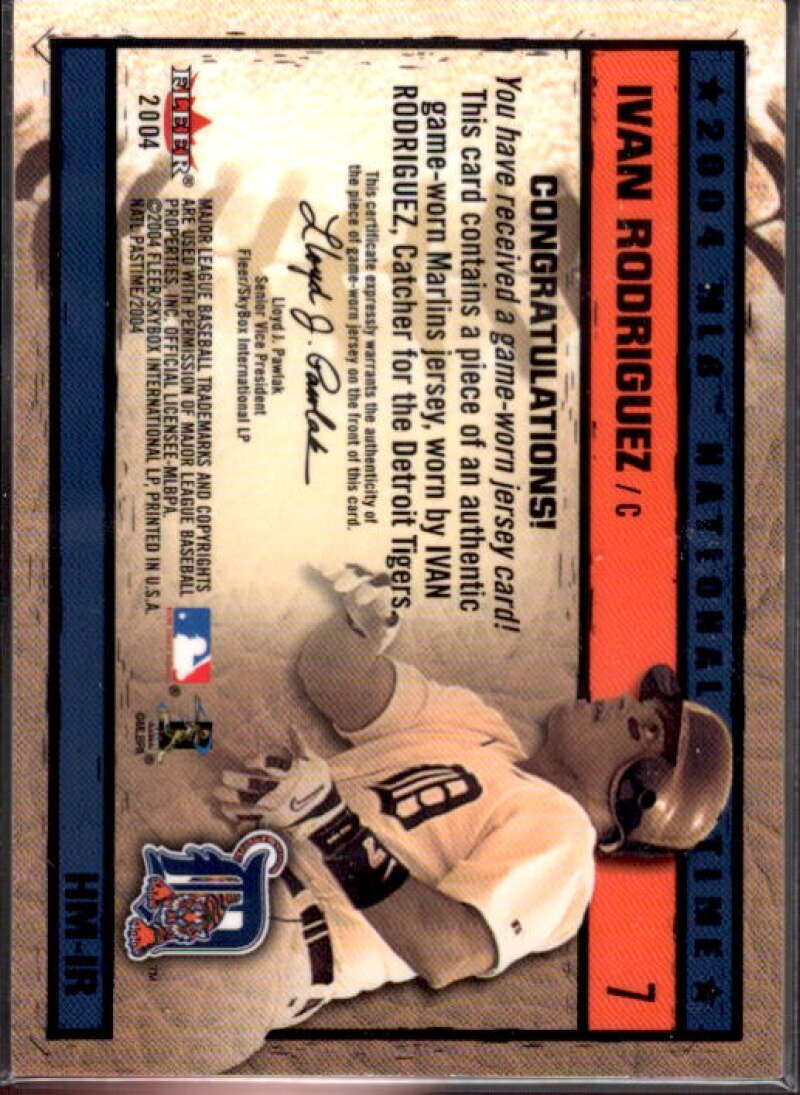 ★ 2004 MLB™ NATIONAL PASTIME ★
IVAN RODRIGUEZ / C 7
CONGRATULATIONS!
You have received a game-worn jersey card!
This card contains a piece of an authentic
game-worn Marlins jersey, worn by IVAN
RODRIGUEZ, Catcher for the Detroit Tigers.
This certificate expressly warrants the authenticity of
the piece of game-worn jersey on the front of this card.
Lloyd J. Pawlak
Lloyd J. Pawlak
Senior Vice President
Fleer/SkyBox International LP
FLEER®
2004
MAJOR LEAGUE BASEBALL TRADEMARKS AND COPYRIGHTS
ARE USED WITH PERMISSION OF MAJOR LEAGUE BASEBALL
PROPERTIES, INC. OFFICIAL LICENSEE-MLBPA.
©2004 FLEER/SKYBOX INTERNATIONAL LP, PRINTED IN U.S.A.
NAT'L PASTIME/2004
HM-IR